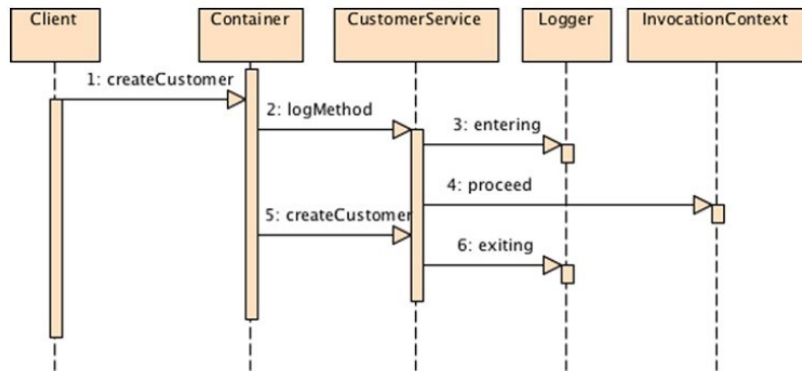 Client
Container
CustomerService
Logger
InvocationContext
1: createCustomer
2: logMethod
3: entering
4: proceed
5: createCustomer
6: exiting